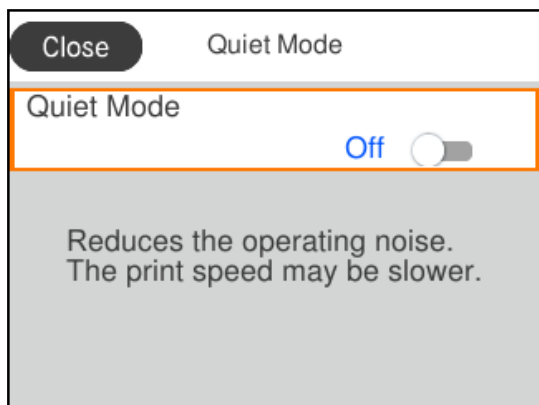 Close
Quiet Mode
Quiet Mode
Off
Reduces the operating noise.
The print speed may be slower.